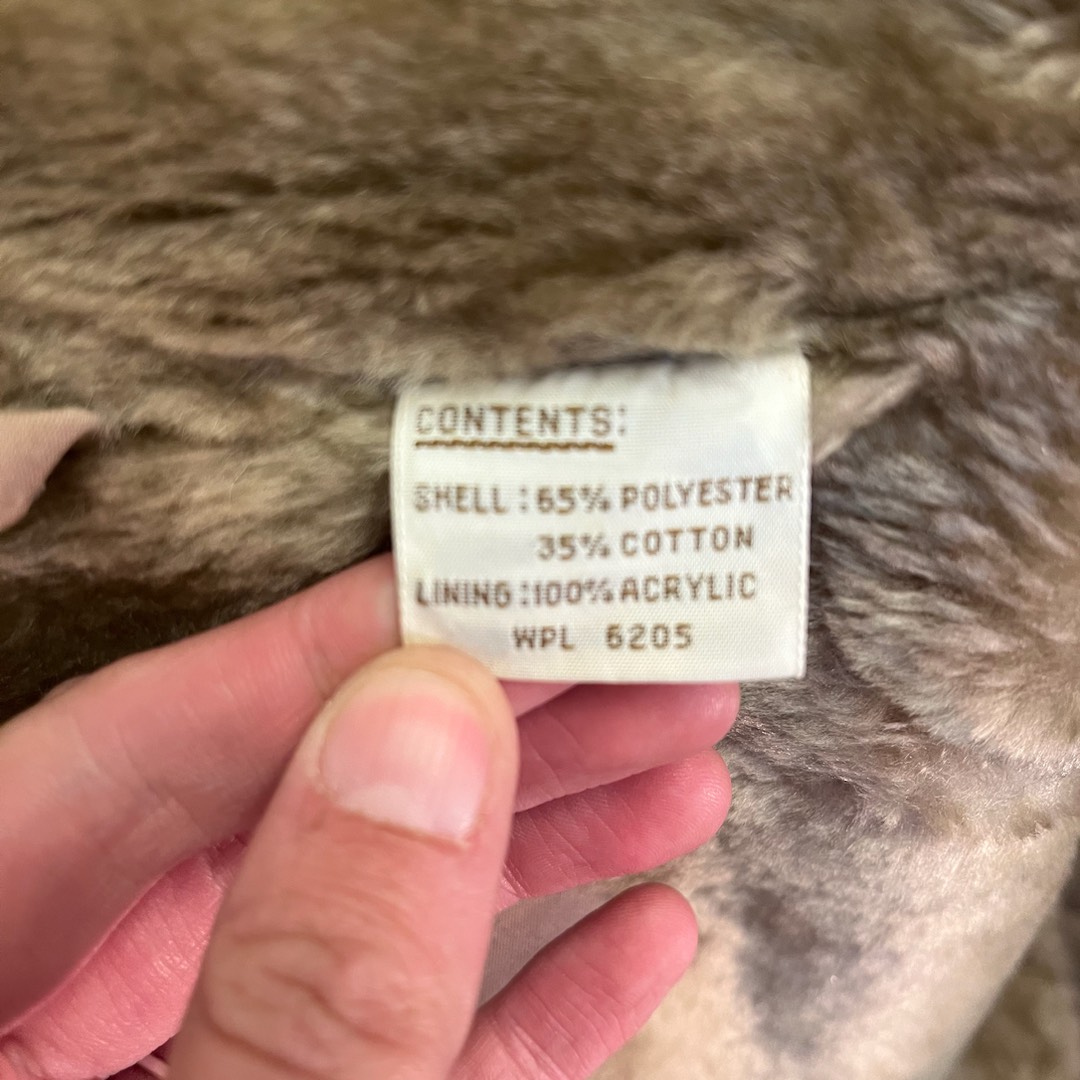 CONTENTS:
SHELL: 65% POLYESTER
35% COTTON
LINING: 100% ACRYLIC
WPL 6205